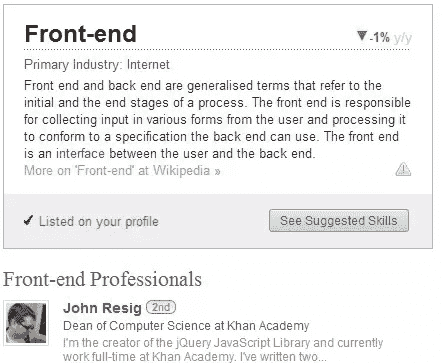 Front-end
▼-1% y/y
Primary Industry: Internet
Front end and back end are generalised terms that refer to the
initial and the end stages of a process. The front end is responsible
for collecting input in various forms from the user and processing it
to conform to a specification the back end can use. The front end
is an interface between the user and the back end.
More on 'Front-end' at Wikipedia »
✔ Listed on your profile
See Suggested Skills
Front-end Professionals
John Resig 2nd
Dean of Computer Science at Khan Academy
I'm the creator of the jQuery JavaScript Library and currently
work full-time at Khan Academy. I've written two...